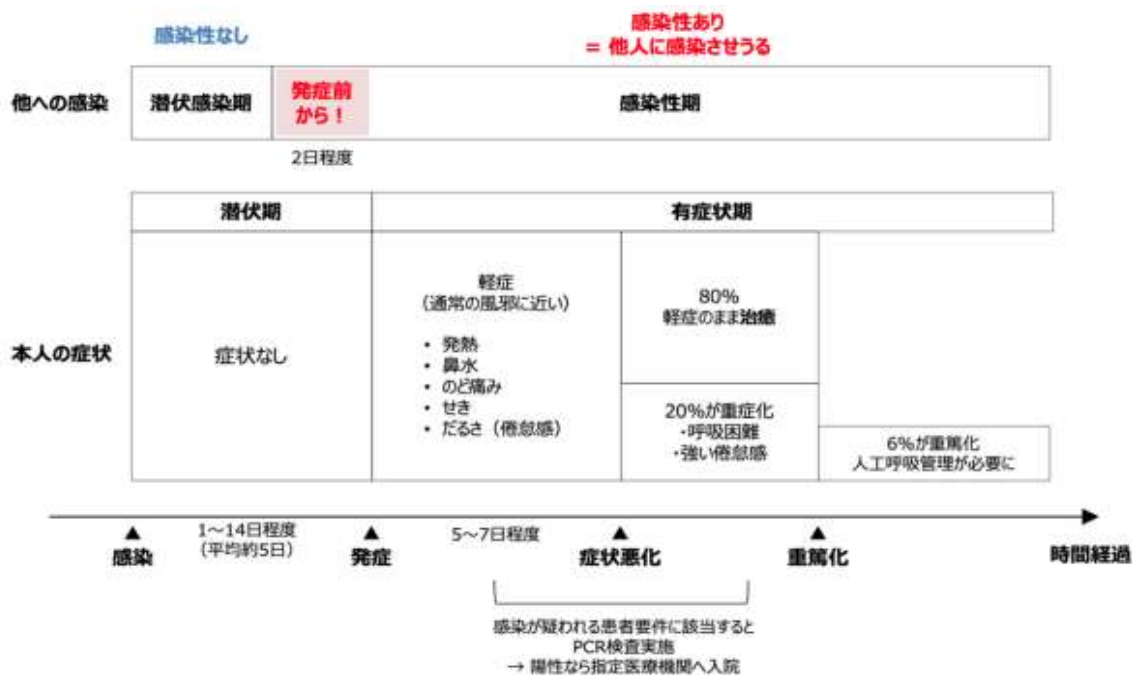 感染性なし
感染性あり
= 他人に感染させうる
他への感染
潜伏感染期
発症前
から！
感染性期
2日程度
潜伏期
有症状期
本人の症状
症状なし
軽症
（通常の風邪に近い）
• 発熱
• 鼻水
• のど痛み
• せき
• だるさ（倦怠感）
80%
軽症のまま治癒
20%が重症化
・呼吸困難
・強い倦怠感
6%が重篤化
人工呼吸管理が必要に
▲
感染
1～14日程度
（平均約5日）
▲
発症
5～7日程度
▲
症状悪化
▲
重篤化
時間経過
感染が疑われる患者要件に該当すると
PCR検査実施
→ 陽性なら指定医療機関へ入院